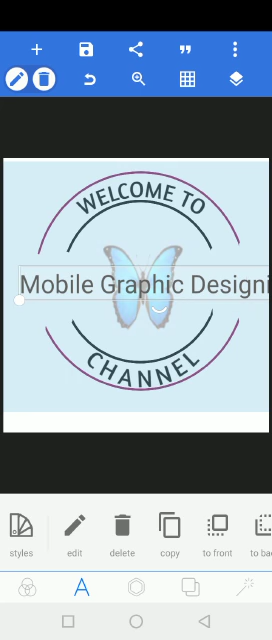 WELCOME TO
Mobile Graphic Designi
CHANNEL
styles
edit
delete
copy
to front
to ba